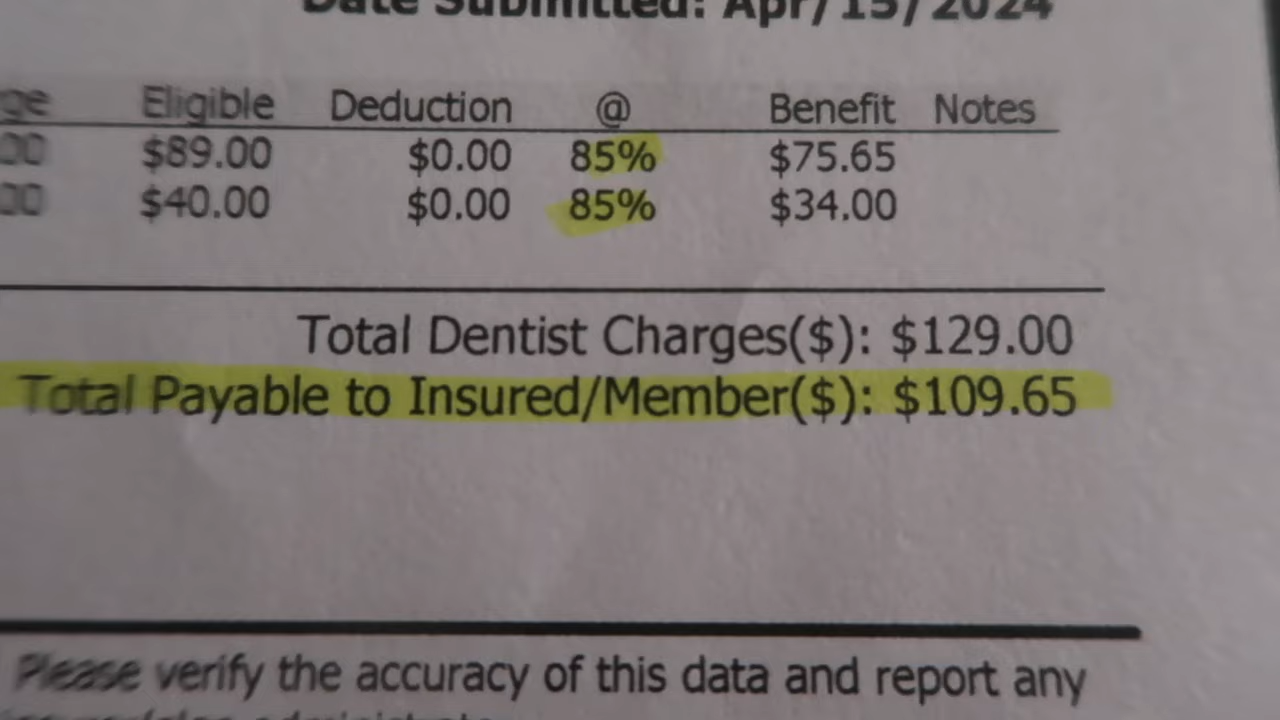 Date Submitted: Apr/15/2024
ge Eligible Deduction @ Benefit Notes
00 $89.00 $0.00 85% $75.65
00 $40.00 $0.00 85% $34.00
Total Dentist Charges($): $129.00
Total Payable to Insured/Member($): $109.65
Please verify the accuracy of this data and report any